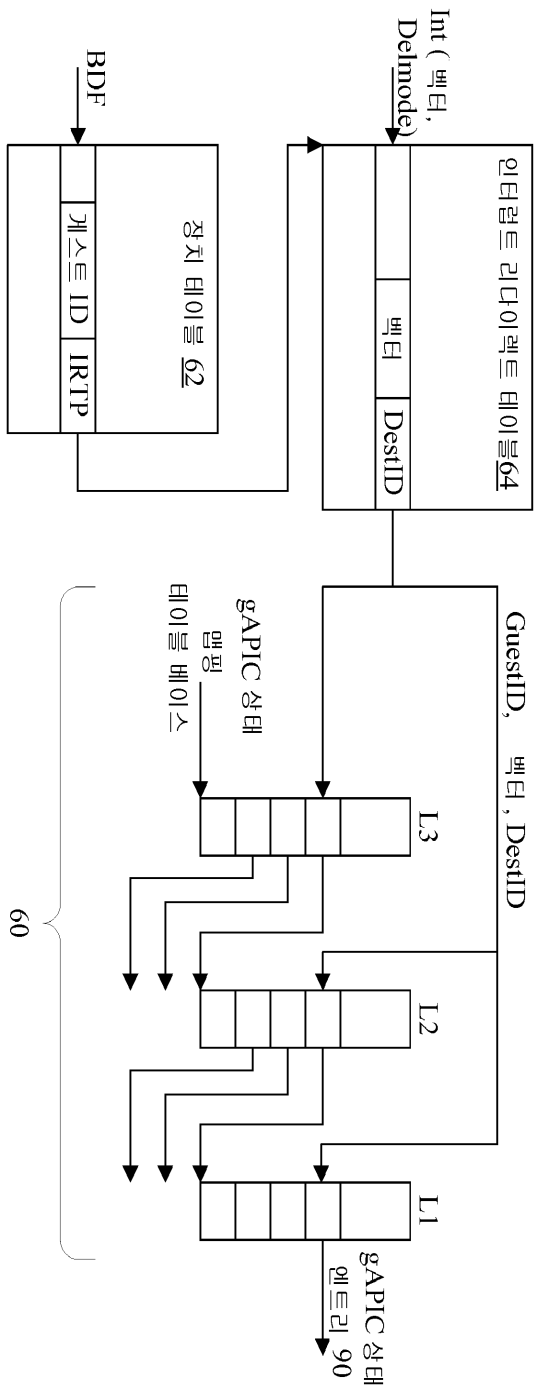 Int ( 벡터,
Delmode)
인터럽트 리다이렉트 테이블64
벡터
DestID
BDF
장치 테이블 62
게스트 ID
IRTP
GuestID, 벡터 , DestID
gAPIC 상태
맵핑
테이블 베이스
L3
L2
L1
gAPIC 상태
엔트리 90
60